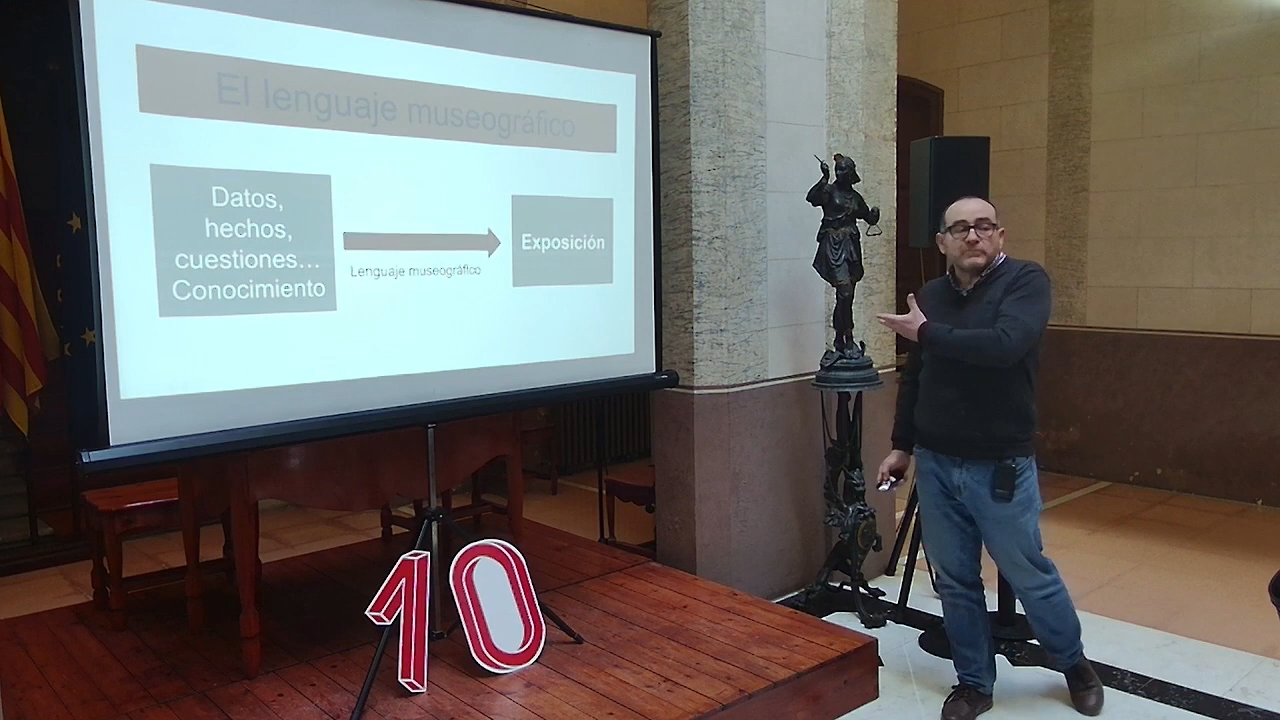 El lenguaje museográfico
Datos,
hechos,
cuestiones...
Conocimiento
Lenguaje museográfico
Exposición
10